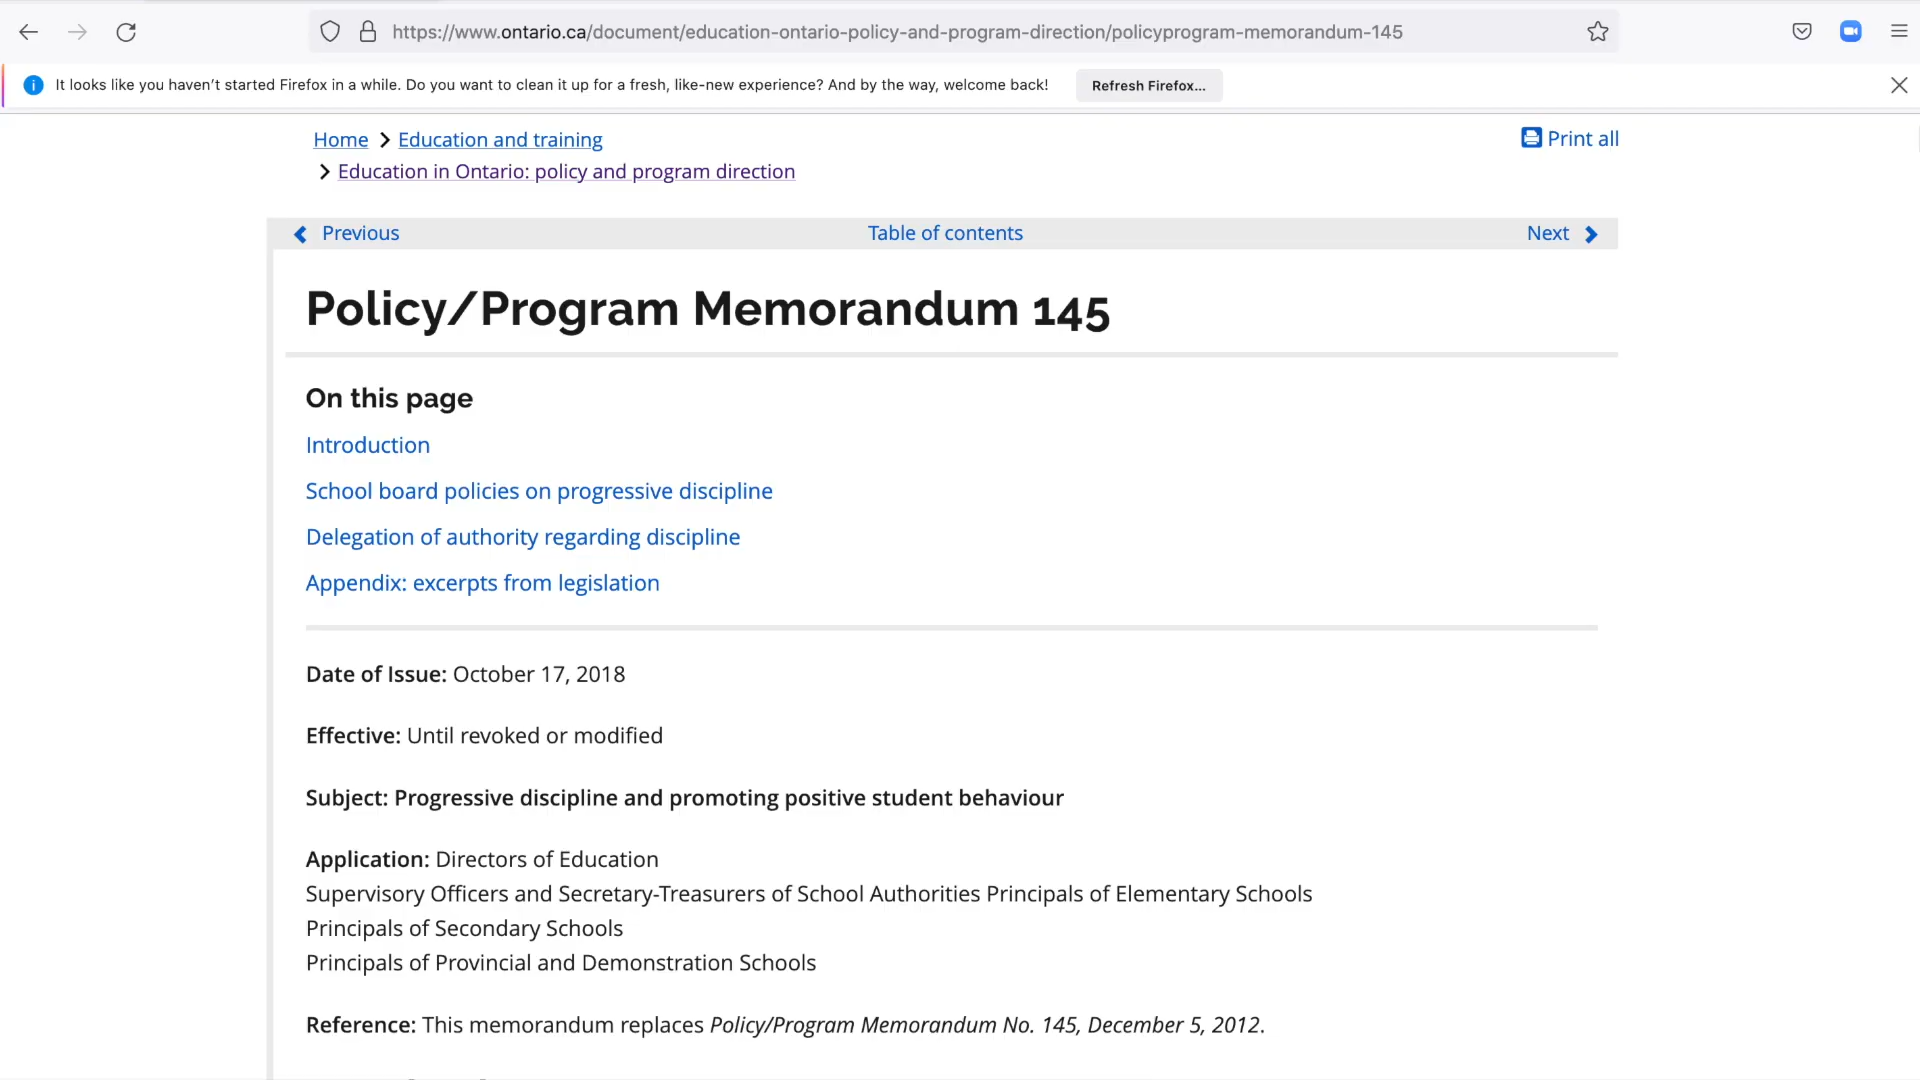 https://www.ontario.ca/document/education-ontario-policy-and-program-direction/policyprogram-memorandum-145
It looks like you haven’t started Firefox in a while. Do you want to clean it up for a fresh, like-new experience? And by the way, welcome back!
Refresh Firefox...
Home
Education and training
Print all
Education in Ontario: policy and program direction
Previous
Table of contents
Next
Policy/Program Memorandum 145
On this page
Introduction
School board policies on progressive discipline
Delegation of authority regarding discipline
Appendix: excerpts from legislation
Date of Issue: October 17, 2018
Effective: Until revoked or modified
Subject: Progressive discipline and promoting positive student behaviour
Application: Directors of Education
Supervisory Officers and Secretary-Treasurers of School Authorities Principals of Elementary Schools
Principals of Secondary Schools
Principals of Provincial and Demonstration Schools
Reference: This memorandum replaces Policy/Program Memorandum No. 145, December 5, 2012.